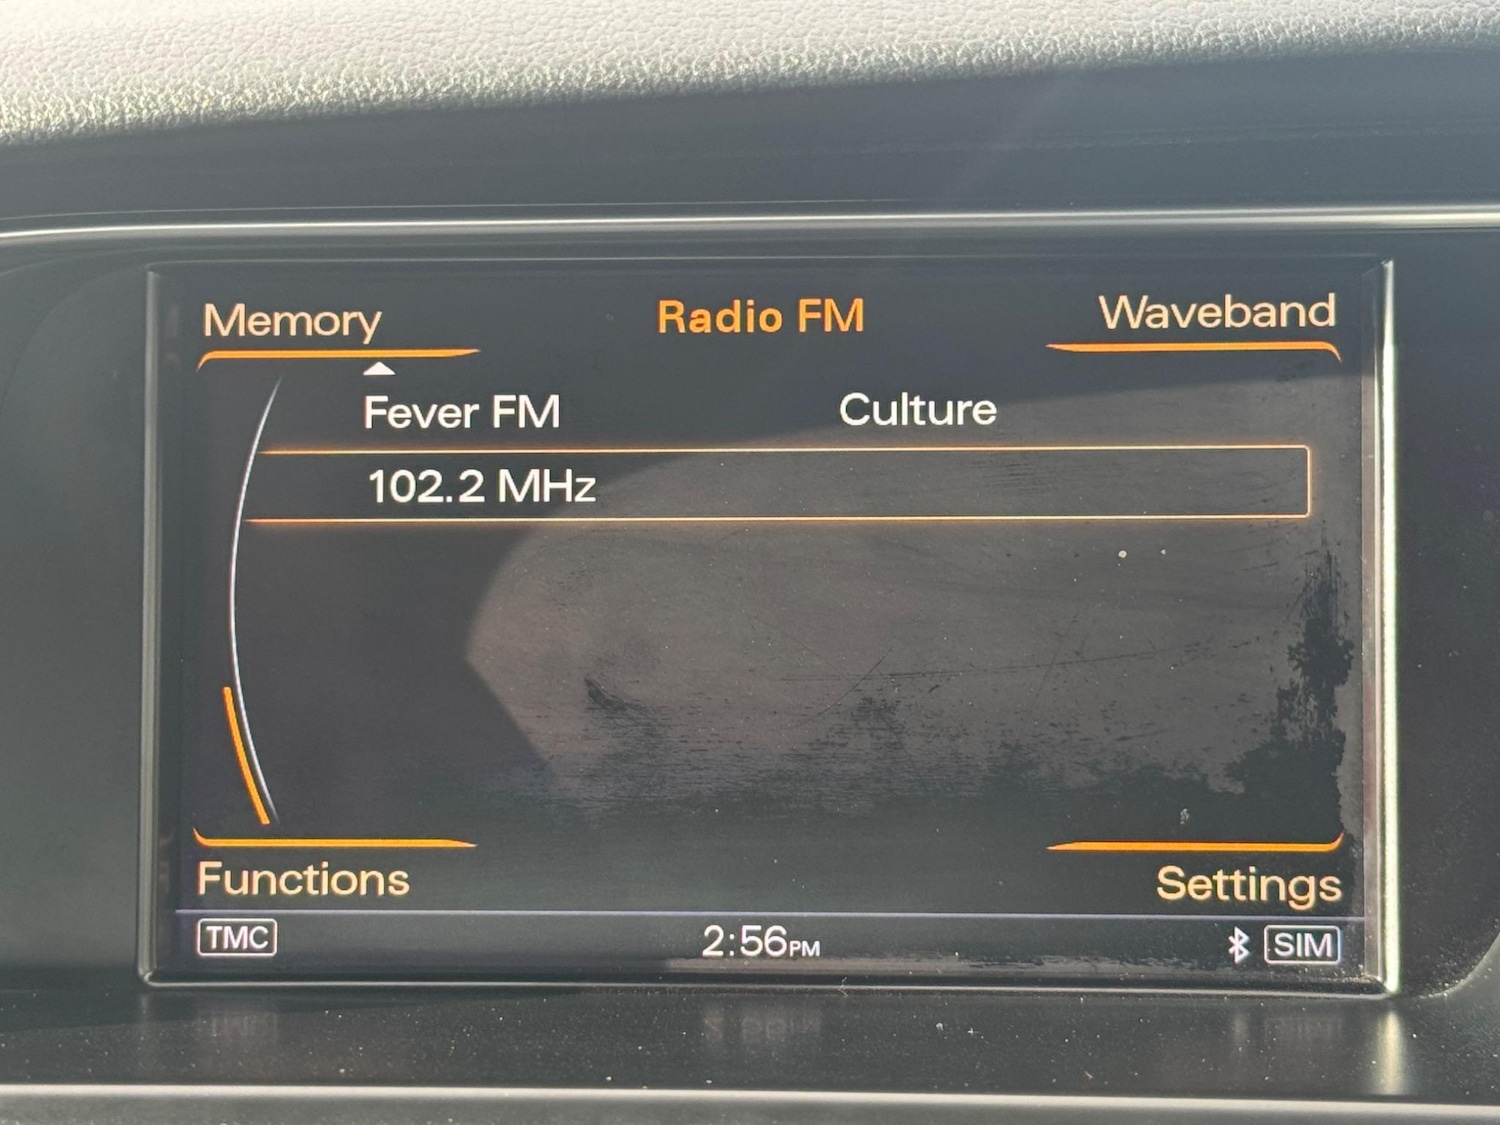 Memory
Radio FM
Waveband
Fever FM
Culture
102.2 MHz
Functions
Settings
TMC
2:56PM
SIM